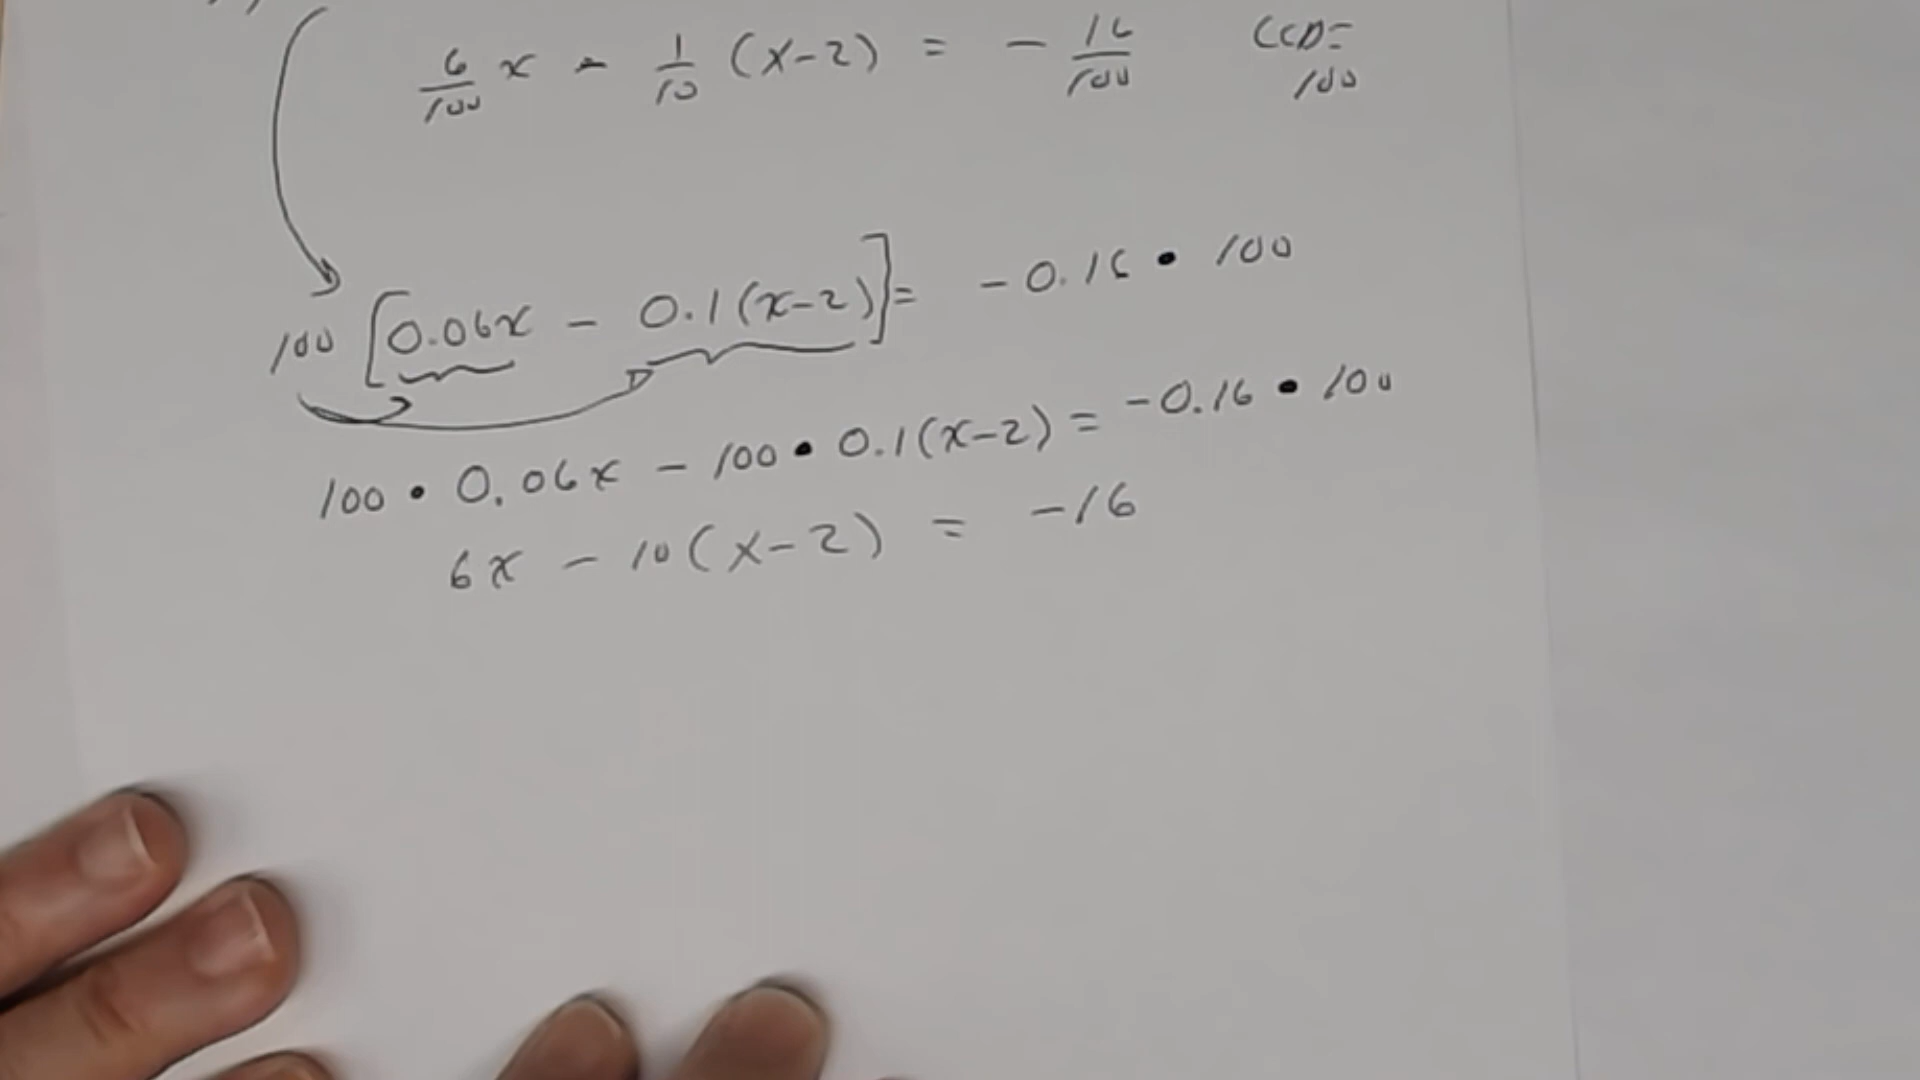 6/100 x - 1/10 (x-2) = - 16/100 LCD=
100
100 [0.06x - 0.1(x-2)] = -0.16 • 100
100 • 0.06x - 100 • 0.1(x-2) = -0.16 • 100
6x - 10(x-2) = -16